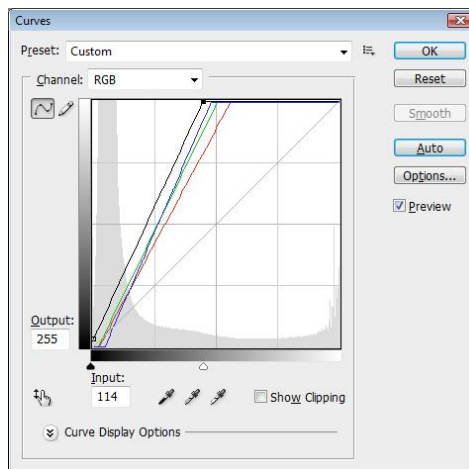 Curves
Preset: Custom
OK
Channel: RGB
Reset
Smooth
Auto
Options...
Preview
Output:
255
Input:
114
Show Clipping
Curve Display Options